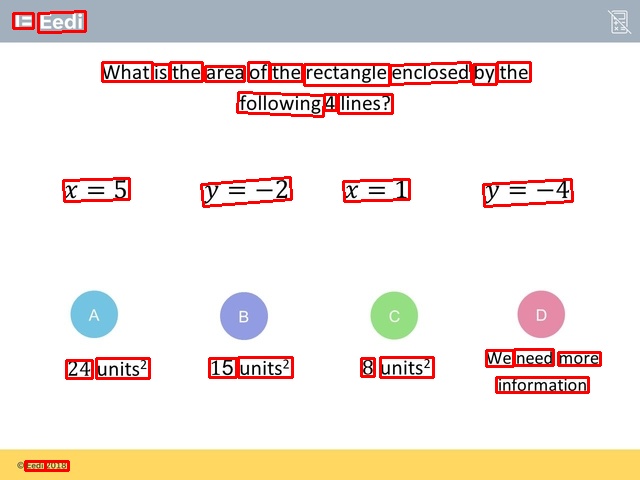 Eedi
What is the area of the rectangle enclosed by the
following 4 lines?
x = 5 y = −2 x = 1 y = −4
A B C D
24 units² 15 units² 8 units² We need more
information
© Eedi 2018